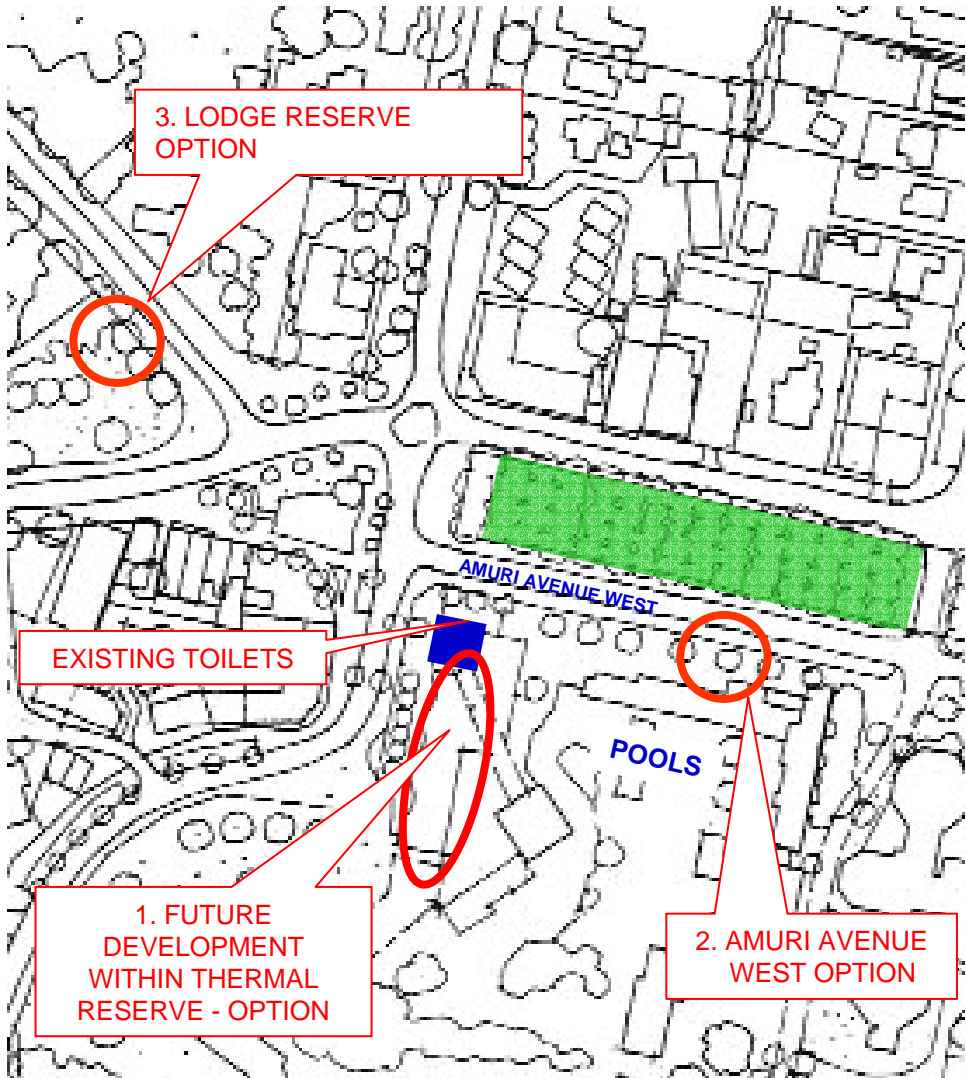 3. LODGE RESERVE
OPTION
AMURI AVENUE WEST
EXISTING TOILETS
POOLS
1. FUTURE
DEVELOPMENT
WITHIN THERMAL
RESERVE - OPTION
2. AMURI AVENUE
WEST OPTION